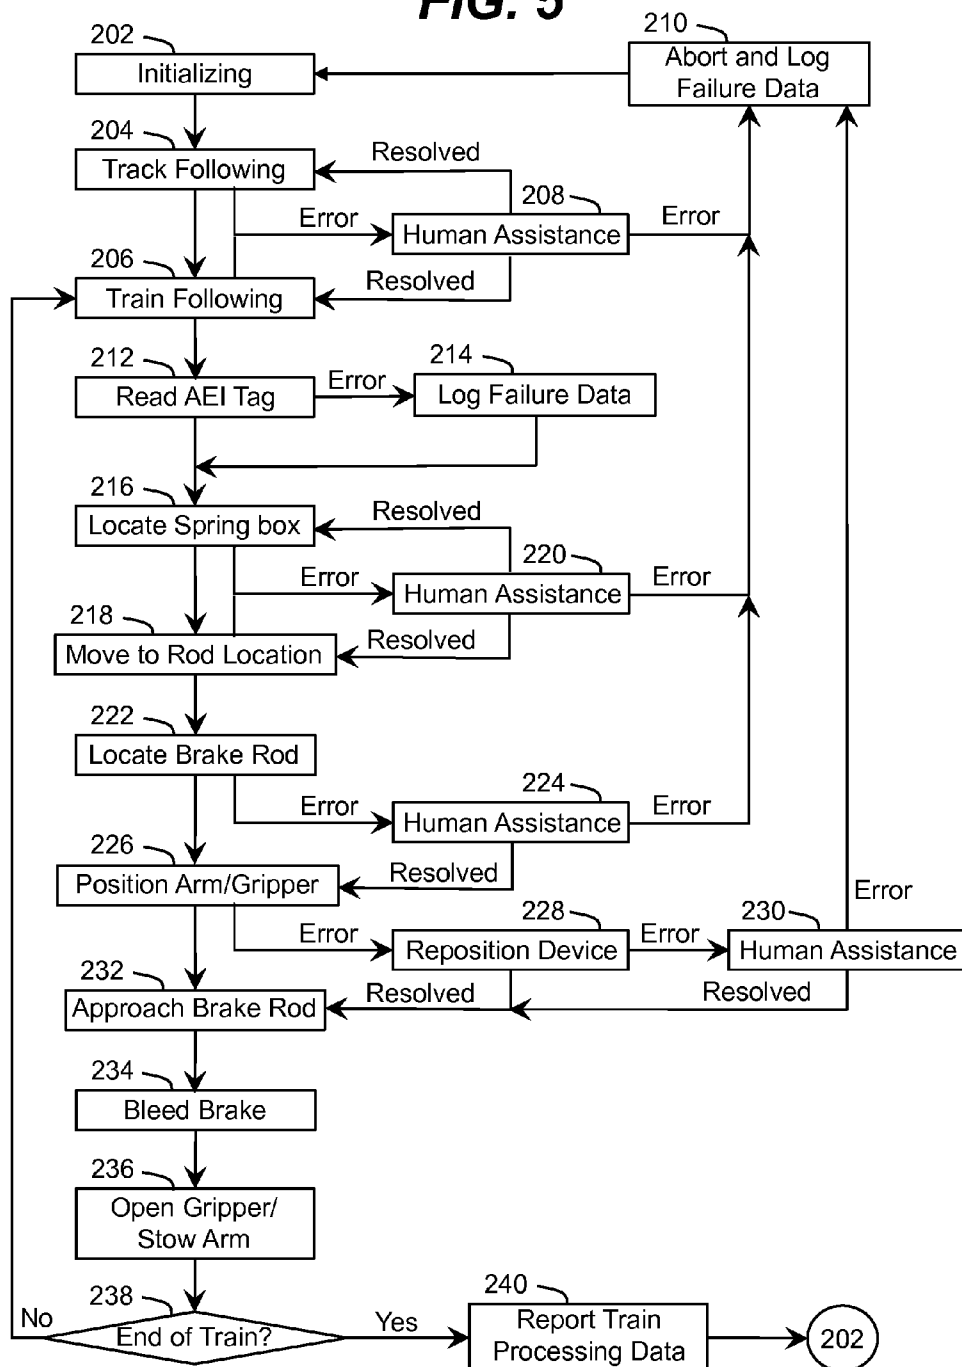 FIG. 5
202
Initializing
210
Abort and Log
Failure Data
204
Track Following
Resolved
208
Error
Human Assistance
Error
206
Train Following
Resolved
212
Read AEI Tag
Error
214
Log Failure Data
216
Locate Spring box
Resolved
220
Error
Human Assistance
Error
218
Move to Rod Location
Resolved
222
Locate Brake Rod
224
Error
Human Assistance
Error
226
Position Arm/Gripper
Resolved
228
Error
Reposition Device
Error
230
Human Assistance
Error
232
Approach Brake Rod
Resolved
Resolved
234
Bleed Brake
236
Open Gripper/
Stow Arm
238
End of Train?
No
Yes
240
Report Train
Processing Data
202